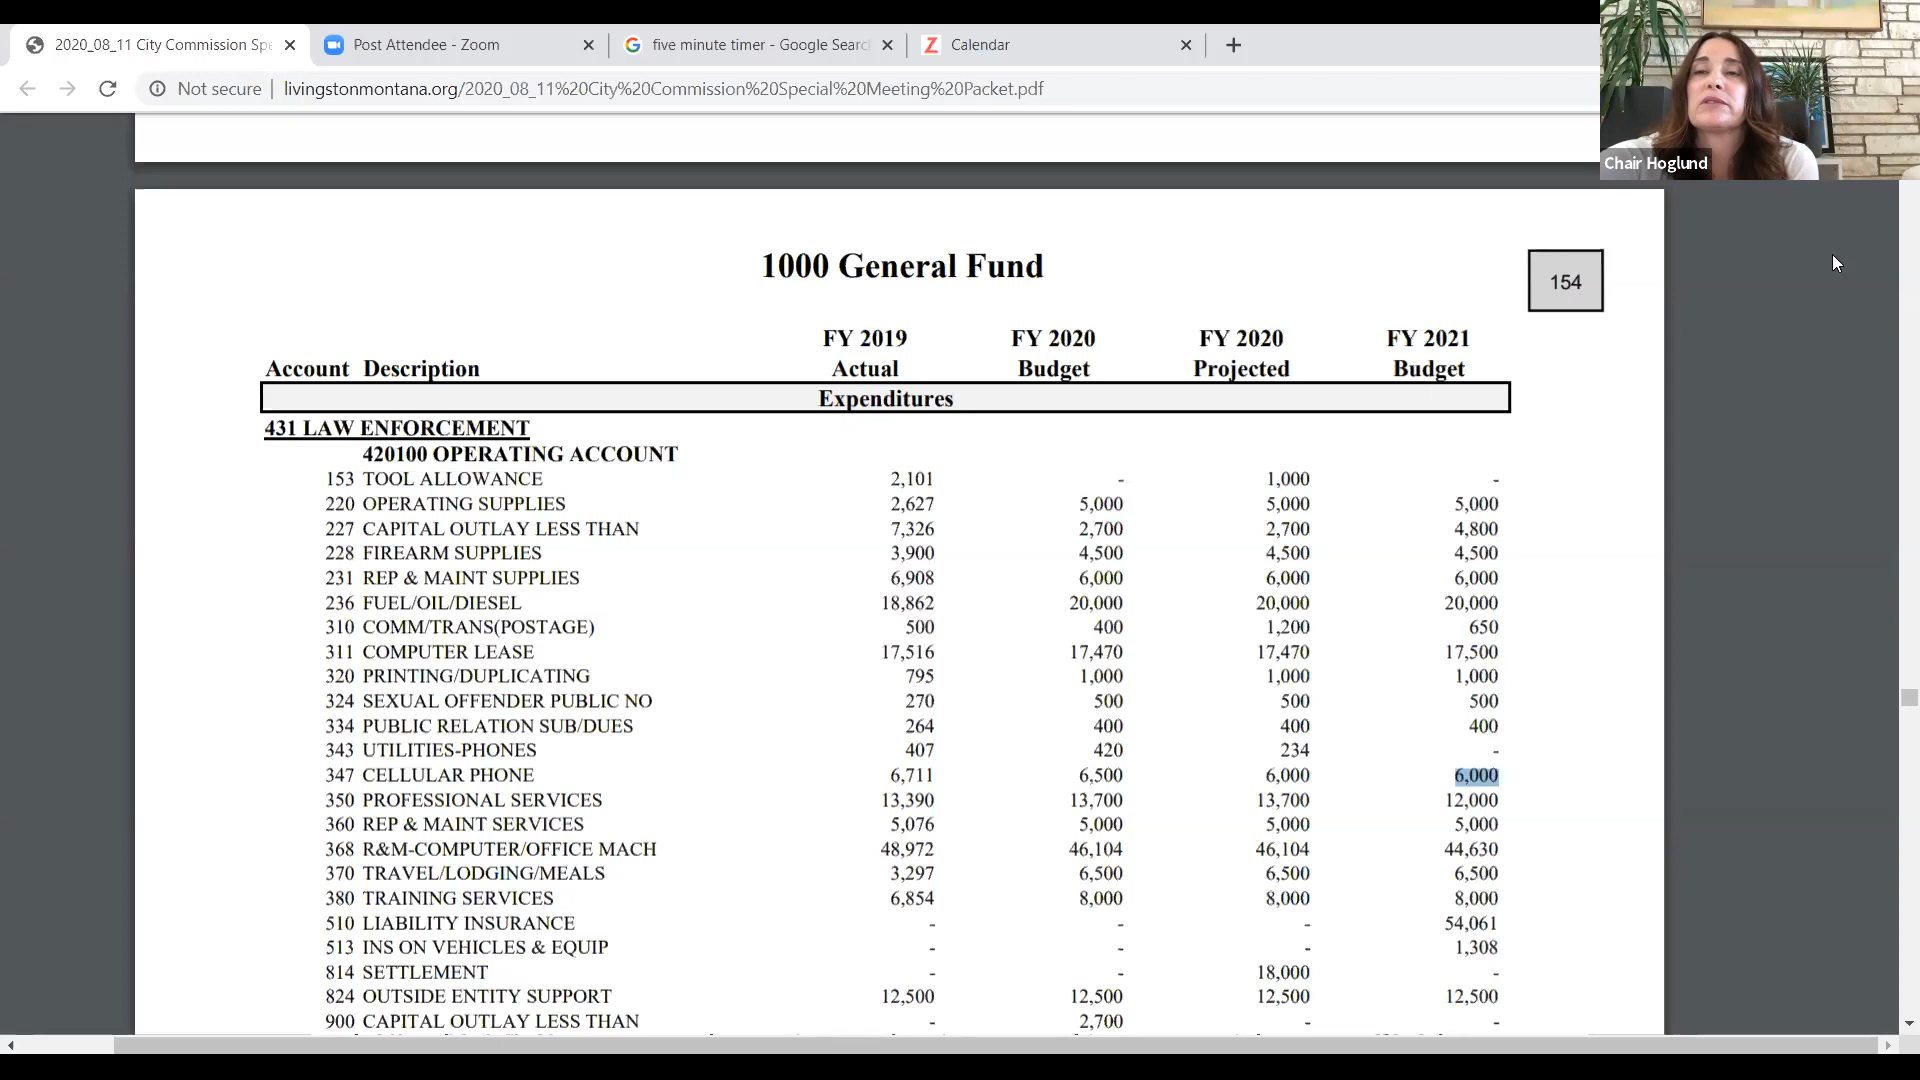 2020_08_11 City Commission Spe
Post Attendee - Zoom
five minute timer - Google Searc
Calendar
Not secure | livingstonmontana.org/2020_08_11%20City%20Commission%20Special%20Meeting%20Packet.pdf
Chair Hoglund
1000 General Fund
154
FY 2019 FY 2020 FY 2020 FY 2021
Account Description Actual Budget Projected Budget
Expenditures
431 LAW ENFORCEMENT
420100 OPERATING ACCOUNT
153 TOOL ALLOWANCE 2,101 - 1,000 -
220 OPERATING SUPPLIES 2,627 5,000 5,000 5,000
227 CAPITAL OUTLAY LESS THAN 7,326 2,700 2,700 4,800
228 FIREARM SUPPLIES 3,900 4,500 4,500 4,500
231 REP & MAINT SUPPLIES 6,908 6,000 6,000 6,000
236 FUEL/OIL/DIESEL 18,862 20,000 20,000 20,000
310 COMM/TRANS(POSTAGE) 500 400 1,200 650
311 COMPUTER LEASE 17,516 17,470 17,470 17,500
320 PRINTING/DUPLICATING 795 1,000 1,000 1,000
324 SEXUAL OFFENDER PUBLIC NO 270 500 500 500
334 PUBLIC RELATION SUB/DUES 264 400 400 400
343 UTILITIES-PHONES 407 420 234 -
347 CELLULAR PHONE 6,711 6,500 6,000 6,000
350 PROFESSIONAL SERVICES 13,390 13,700 13,700 12,000
360 REP & MAINT SERVICES 5,076 5,000 5,000 5,000
368 R&M-COMPUTER/OFFICE MACH 48,972 46,104 46,104 44,630
370 TRAVEL/LODGING/MEALS 3,297 6,500 6,500 6,500
380 TRAINING SERVICES 6,854 8,000 8,000 8,000
510 LIABILITY INSURANCE - - - 54,061
513 INS ON VEHICLES & EQUIP - - - 1,308
814 SETTLEMENT - - 18,000 -
824 OUTSIDE ENTITY SUPPORT 12,500 12,500 12,500 12,500
900 CAPITAL OUTLAY LESS THAN - 2,700 - -